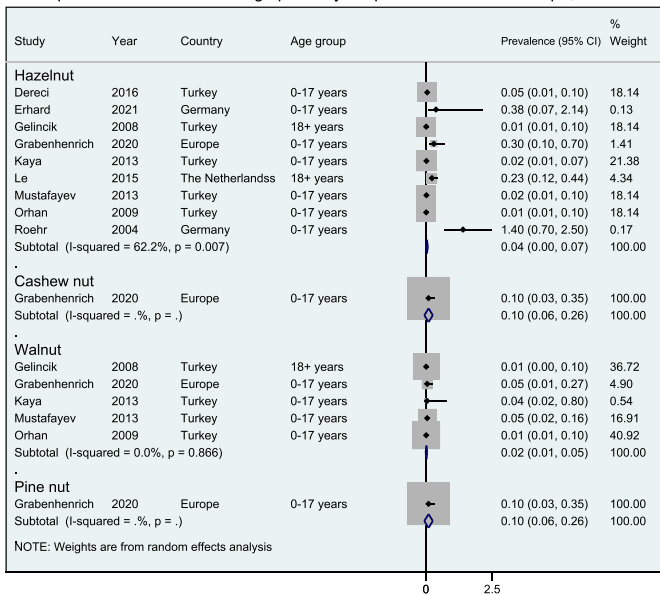 %
Study Year Country Age group Prevalence (95% CI) Weight
Hazelnut
Dereci 2016 Turkey 0-17 years 0.05 (0.01, 0.10) 18.14
Erhard 2021 Germany 0-17 years 0.38 (0.07, 2.14) 0.13
Gelincik 2008 Turkey 18+ years 0.01 (0.01, 0.10) 18.14
Grabenhenrich 2020 Europe 0-17 years 0.30 (0.10, 0.70) 1.41
Kaya 2013 Turkey 0-17 years 0.02 (0.01, 0.07) 21.38
Le 2015 The Netherlandss 18+ years 0.23 (0.12, 0.44) 4.34
Mustafayev 2013 Turkey 0-17 years 0.02 (0.01, 0.10) 18.14
Orhan 2009 Turkey 0-17 years 0.01 (0.01, 0.10) 18.14
Roehr 2004 Germany 0-17 years 1.40 (0.70, 2.50) 0.17
Subtotal (I-squared = 62.2%, p = 0.007) 0.04 (0.00, 0.07) 100.00
.
Cashew nut
Grabenhenrich 2020 Europe 0-17 years 0.10 (0.03, 0.35) 100.00
Subtotal (I-squared = .%, p = .) 0.10 (0.06, 0.26) 100.00
.
Walnut
Gelincik 2008 Turkey 18+ years 0.01 (0.00, 0.10) 36.72
Grabenhenrich 2020 Europe 0-17 years 0.05 (0.01, 0.27) 4.90
Kaya 2013 Turkey 0-17 years 0.04 (0.02, 0.80) 0.54
Mustafayev 2013 Turkey 0-17 years 0.05 (0.02, 0.16) 16.91
Orhan 2009 Turkey 0-17 years 0.01 (0.01, 0.10) 40.92
Subtotal (I-squared = 0.0%, p = 0.866) 0.02 (0.01, 0.05) 100.00
.
Pine nut
Grabenhenrich 2020 Europe 0-17 years 0.10 (0.03, 0.35) 100.00
Subtotal (I-squared = .%, p = .) 0.10 (0.06, 0.26) 100.00
NOTE: Weights are from random effects analysis
0 2.5